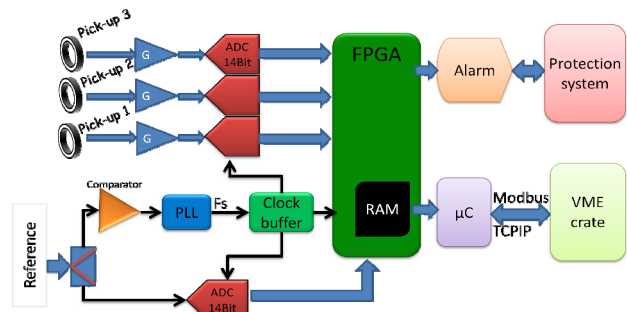 Pick-up 3
G
ADC
14Bit
FPGA
Alarm
Protection
system
Pick-up 2
G
Pick-up 1
G
Comparator
PLL
Fs
Clock
buffer
RAM
µC
Modbus
TCPIP
VME
crate
Reference
ADC
14Bit